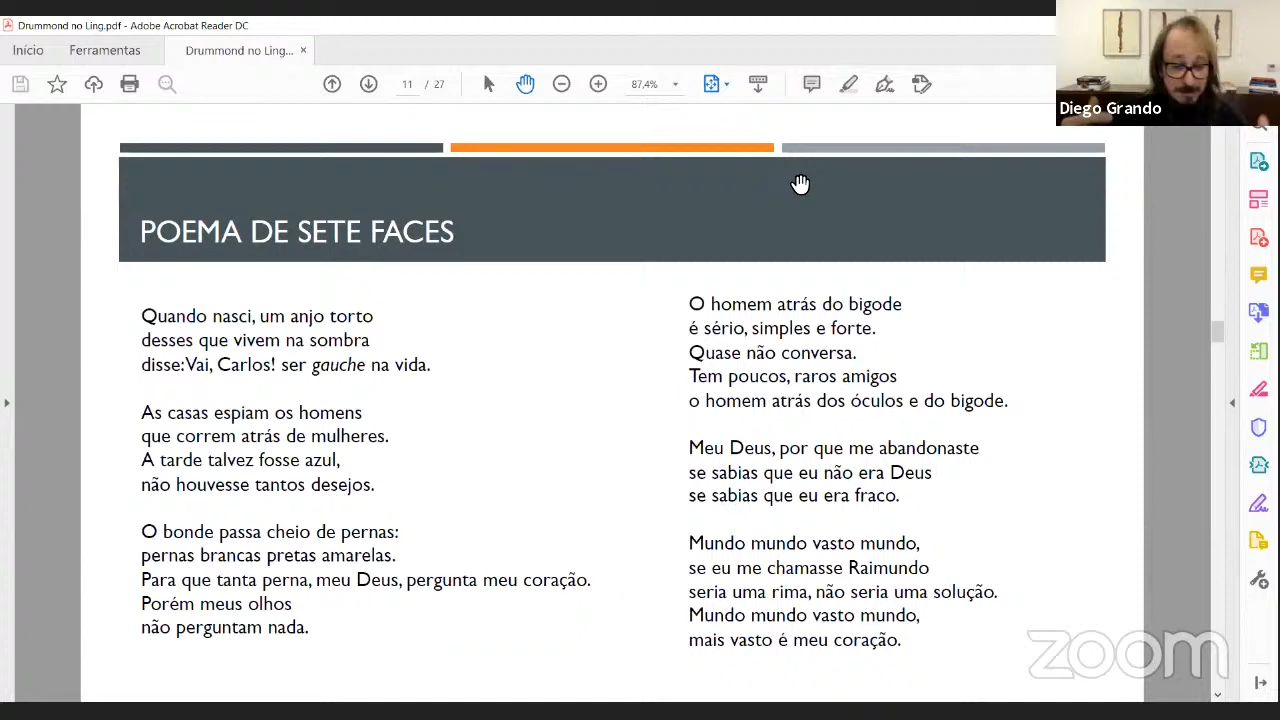 Drummond no Ling.pdf - Adobe Acrobat Reader DC
Início Ferramentas Drummond no Ling... ×
11 / 27 87,4%
Diego Grando
POEMA DE SETE FACES
Quando nasci, um anjo torto
desses que vivem na sombra
disse: Vai, Carlos! ser gauche na vida.
As casas espiam os homens
que correm atrás de mulheres.
A tarde talvez fosse azul,
não houvesse tantos desejos.
O bonde passa cheio de pernas:
pernas brancas pretas amarelas.
Para que tanta perna, meu Deus, pergunta meu coração.
Porém meus olhos
não perguntam nada.
O homem atrás do bigode
é sério, simples e forte.
Quase não conversa.
Tem poucos, raros amigos
o homem atrás dos óculos e do bigode.
Meu Deus, por que me abandonaste
se sabias que eu não era Deus
se sabias que eu era fraco.
Mundo mundo vasto mundo,
se eu me chamasse Raimundo
seria uma rima, não seria uma solução.
Mundo mundo vasto mundo,
mais vasto é meu coração.
zoom